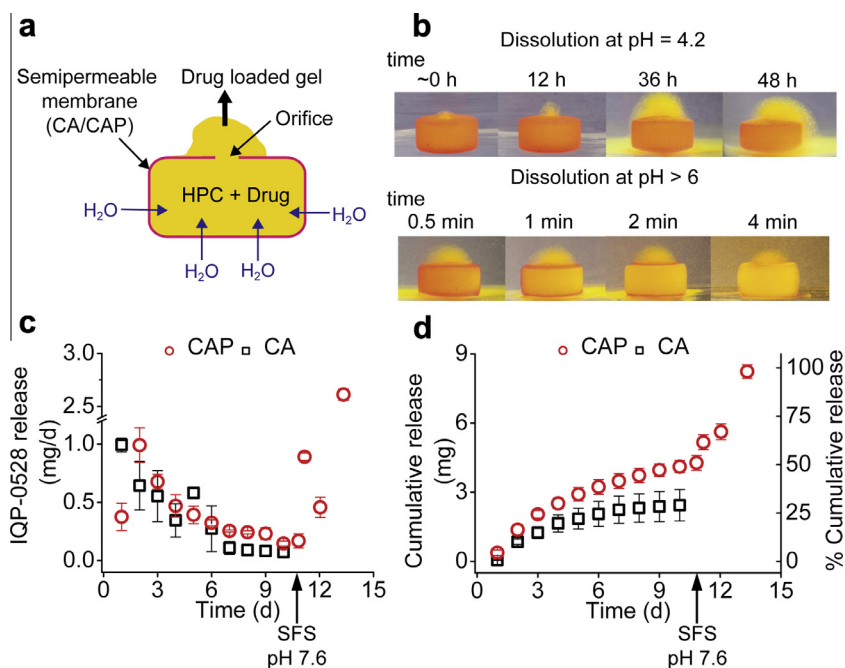 a
Semipermeable
membrane
(CA/CAP)
Drug loaded gel
Orifice
HPC + Drug
H₂O
H₂O
H₂O
H₂O
b
Dissolution at pH = 4.2
time
~0 h 12 h 36 h 48 h
Dissolution at pH > 6
time
0.5 min 1 min 2 min 4 min
c
CAP CA
IQP-0528 release
(mg/d)
3.0
2.5
1.0
0.5
0.0
0 3 6 9 12 15
Time (d)
SFS
pH 7.6
d
CAP CA
Cumulative release
(mg)
9
6
3
0
% Cumulative release
100
75
50
25
0
0 3 6 9 12 15
Time (d)
SFS
pH 7.6